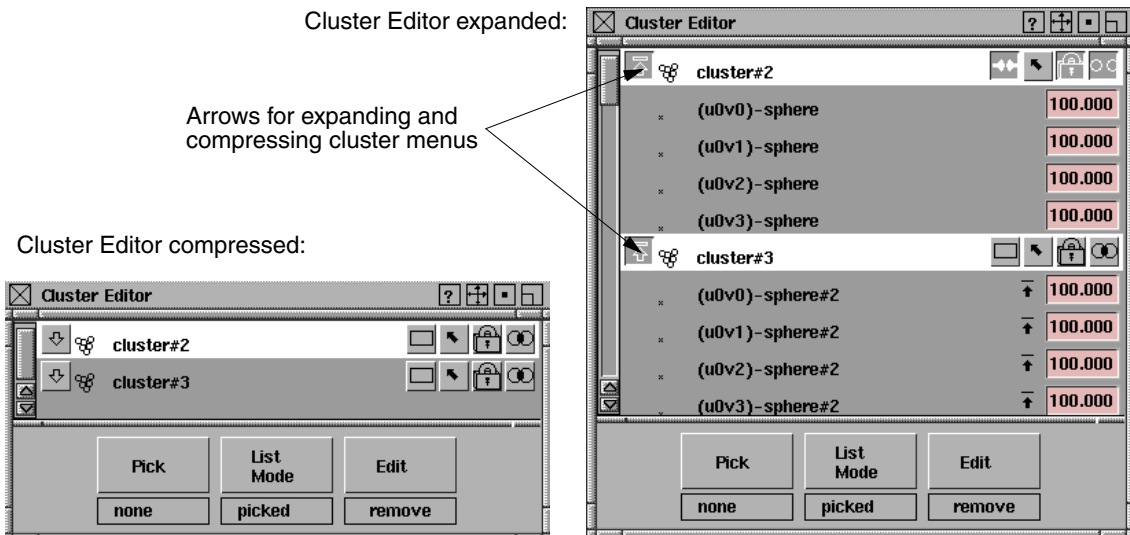 Cluster Editor expanded:
Arrows for expanding and
compressing cluster menus
Cluster Editor compressed:
Cluster Editor
?
cluster#2
cluster#3
Pick
List
Mode
Edit
none
picked
remove
Cluster Editor
?
cluster#2
(u0v0)-sphere 100.000
(u0v1)-sphere 100.000
(u0v2)-sphere 100.000
(u0v3)-sphere 100.000
cluster#3
(u0v0)-sphere#2 100.000
(u0v1)-sphere#2 100.000
(u0v2)-sphere#2 100.000
(u0v3)-sphere#2 100.000
Pick
List
Mode
Edit
none
picked
remove